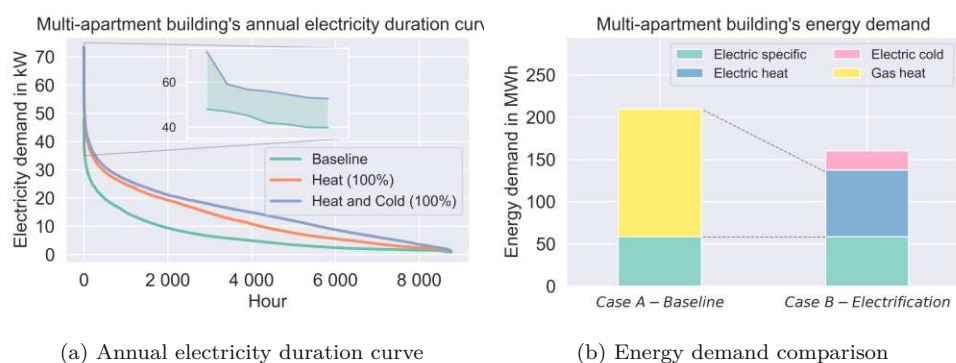 Multi-apartment building's annual electricity duration cur
Electricity demand in kW
70
60
50
40
30
20
10
0
60
40
Baseline
Heat (100%)
Heat and Cold (100%)
0
2 000
4 000
6 000
8 000
Hour
(a) Annual electricity duration curve
Multi-apartment building's energy demand
Energy demand in MWh
250
200
150
100
50
0
Electric specific
Electric heat
Electric cold
Gas heat
Case A – Baseline
Case B – Electrification
(b) Energy demand comparison